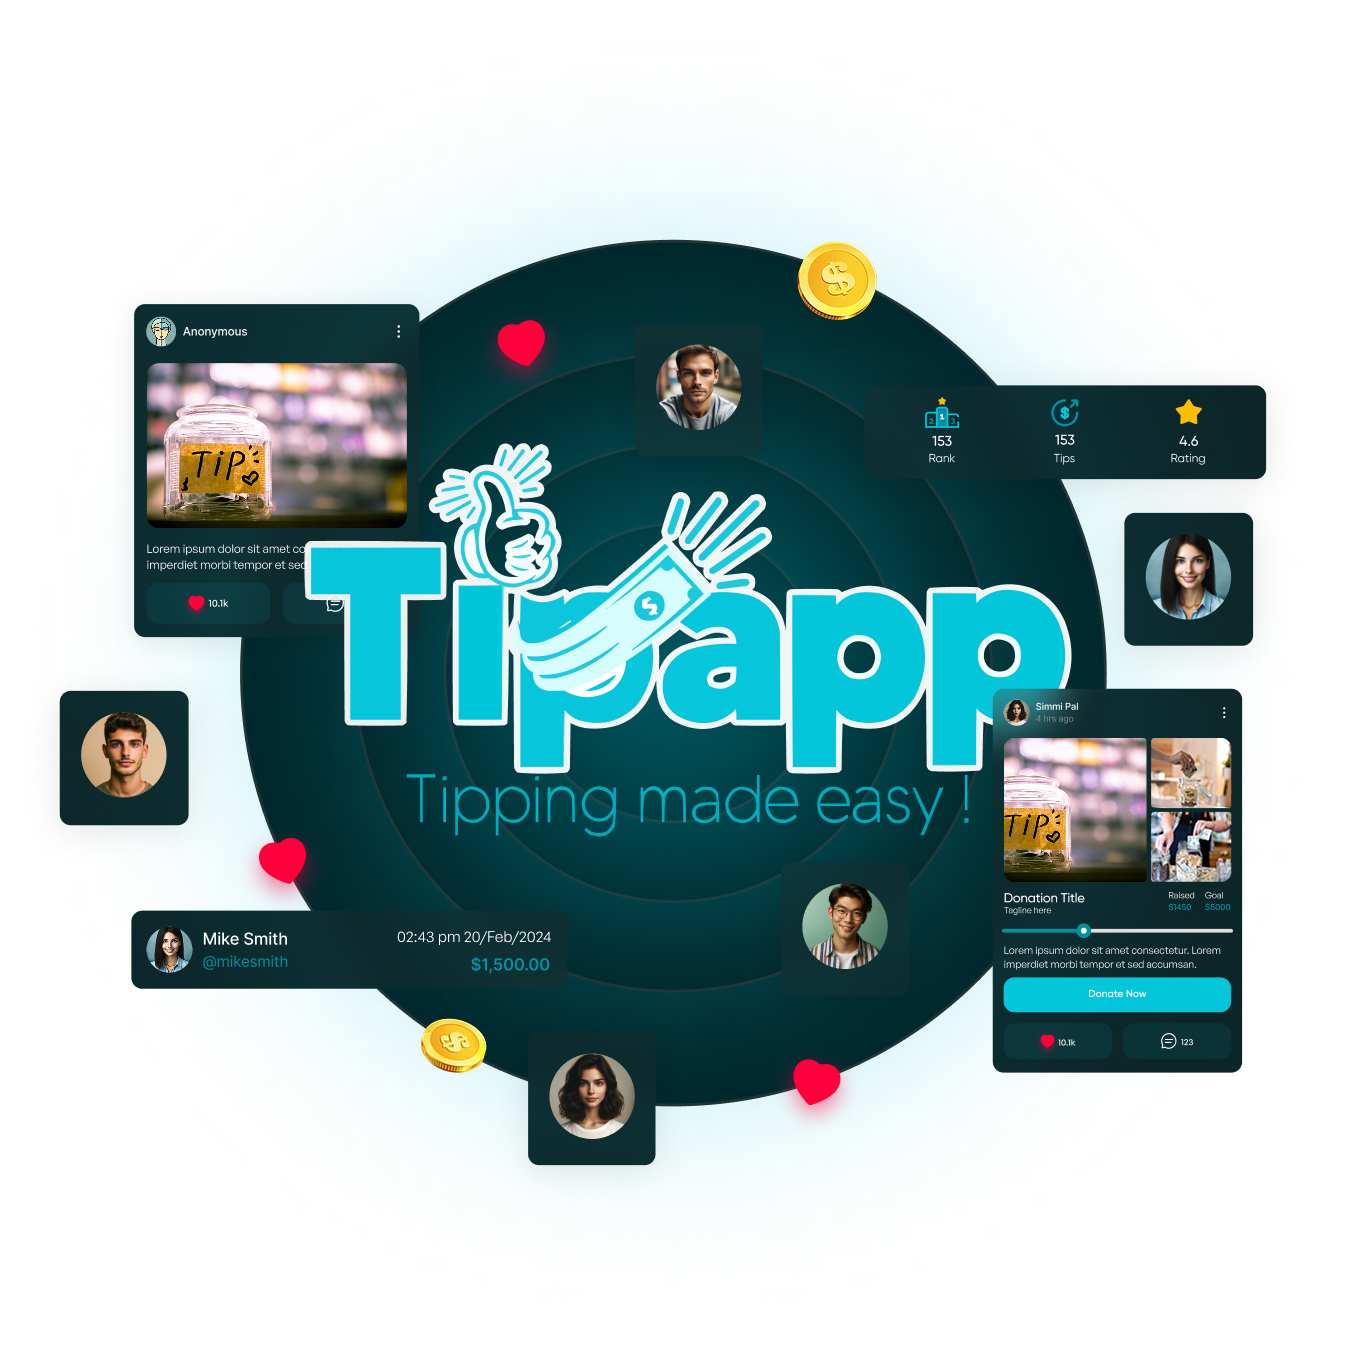 Anonymous
TiP
Lorem ipsum dolor sit amet co
imperdiet morbi tempor et sed
10.1k
2 1 3
153
Rank
$
153
Tips
4.6
Rating
Tipapp
Tipping made easy !
Simmi Pal
4 hrs ago
TiP
Donation Title
Tagline here
Raised
$1450
Goal
$5000
Lorem ipsum dolor sit amet consectetur. Lorem
imperdiet morbi tempor et sed accumsan.
Donate Now
10.1k
123
Mike Smith
@mikesmith
02:43 pm 20/Feb/2024
$1,500.00